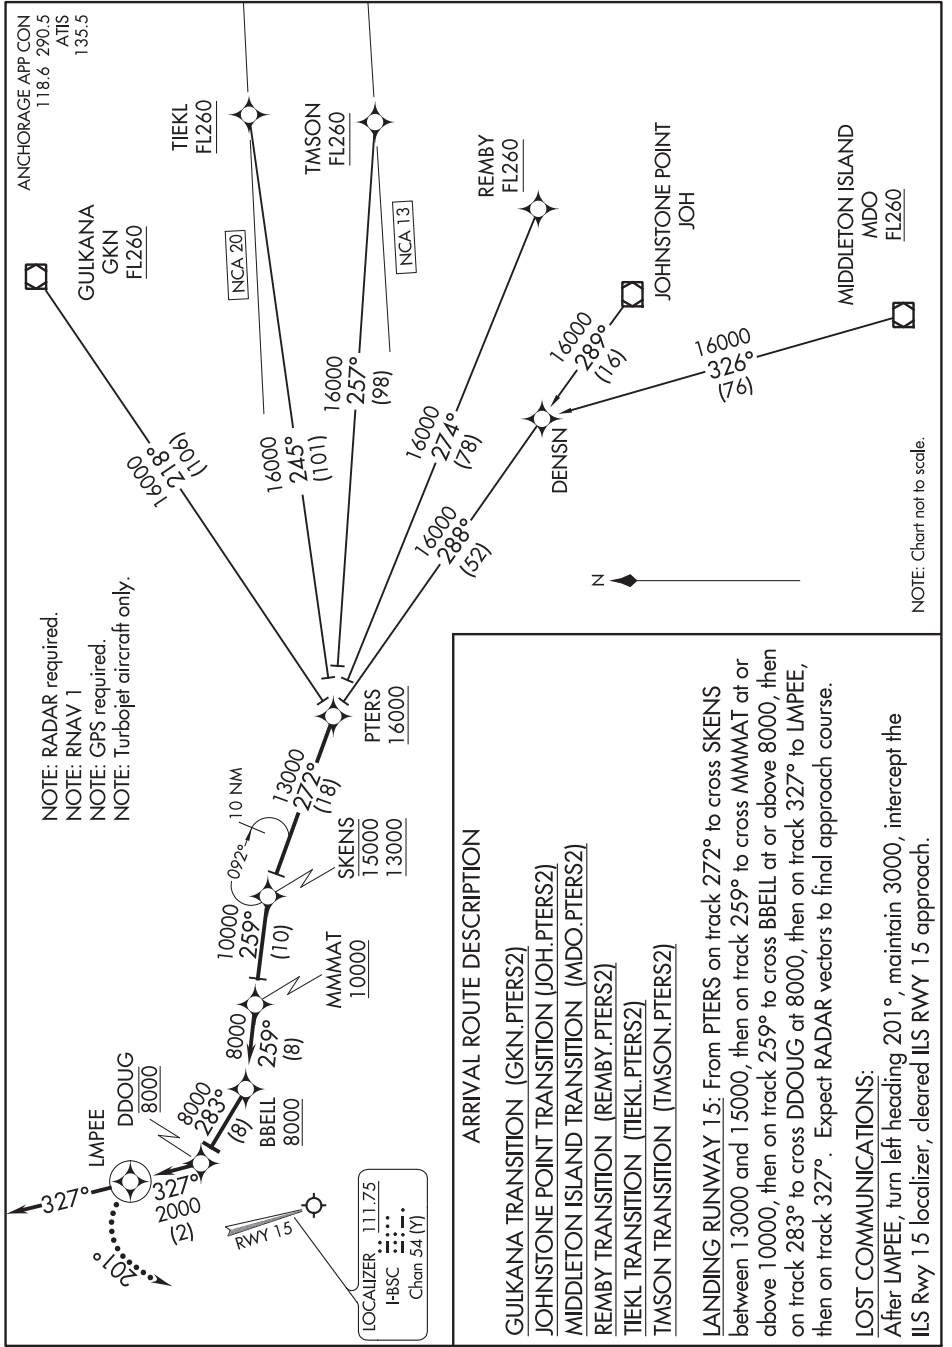 ANCHORAGE APP CON
118.6 290.5
ATIS
135.5
NOTE: RADAR required.
NOTE: RNAV 1
NOTE: GPS required.
NOTE: Turbojet aircraft only.
GULKANA
GKN
FL260
TIEKL
FL260
TMSON
FL260
REMBY
FL260
JOHNSTONE POINT
JOH
MIDDLETON ISLAND
MDO
FL260
NCA 20
NCA 13
16000
218°
(106)
16000
245°
(101)
16000
257°
(98)
16000
274°
(78)
16000
288°
(52)
16000
289°
(16)
16000
326°
(76)
DENSN
PTERS
16000
13000
272°
(18)
10 NM
092°
SKENS
15000
13000
10000
259°
(10)
MMMAT
10000
8000
259°
(8)
BBELL
8000
8000
283°
(8)
DDOUG
8000
LMPEE
327°
327°
2000
(2)
201°
RWY 15
LOCALIZER 111.75
I-BSC
Chan 54 (Y)
N
NOTE: Chart not to scale.
ARRIVAL ROUTE DESCRIPTION
GULKANA TRANSITION (GKN.PTERS2)
JOHNSTONE POINT TRANSITION (JOH.PTERS2)
MIDDLETON ISLAND TRANSITION (MDO.PTERS2)
REMBY TRANSITION (REMBY.PTERS2)
TIEKL TRANSITION (TIEKL.PTERS2)
TMSON TRANSITION (TMSON.PTERS2)
LANDING RUNWAY 15: From PTERS on track 272° to cross SKENS
between 13000 and 15000, then on track 259° to cross MMMAT at or
above 10000, then on track 259° to cross BBELL at or above 8000, then
on track 283° to cross DDOUG at 8000, then on track 327° to LMPEE,
then on track 327°. Expect RADAR vectors to final approach course.
LOST COMMUNICATIONS:
After LMPEE, turn left heading 201°, maintain 3000, intercept the
ILS Rwy 15 localizer, cleared ILS RWY 15 approach.